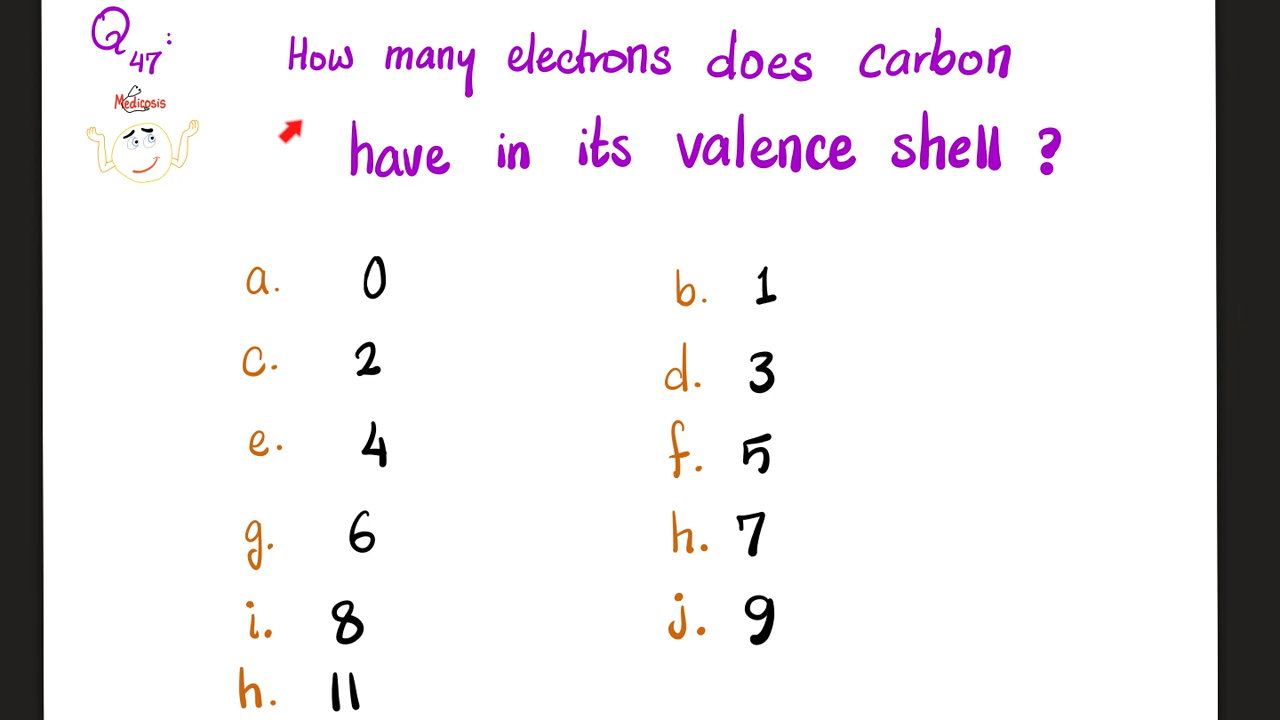 Q47:
Medicosis
How many electrons does carbon
have in its valence shell ?
a. 0
b. 1
c. 2
d. 3
e. 4
f. 5
g. 6
h. 7
i. 8
j. 9
h. 11